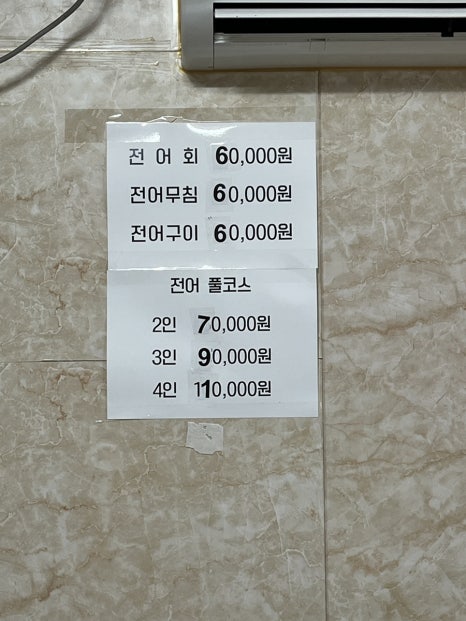 전 어 회 60,000원
전어무침 60,000원
전어구이 60,000원
전어 풀코스
2인 70,000원
3인 90,000원
4인 110,000원